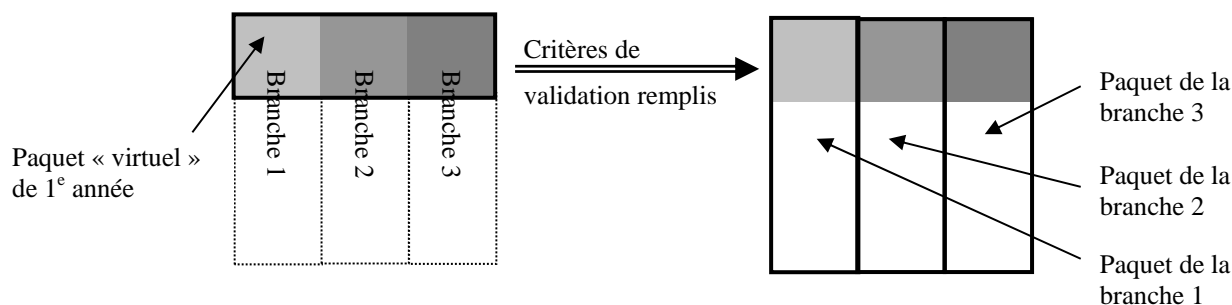 Paquet « virtuel »
de 1e année
Branche 1
Branche 2
Branche 3
Critères de
validation remplis
Paquet de la
branche 3
Paquet de la
branche 2
Paquet de la
branche 1